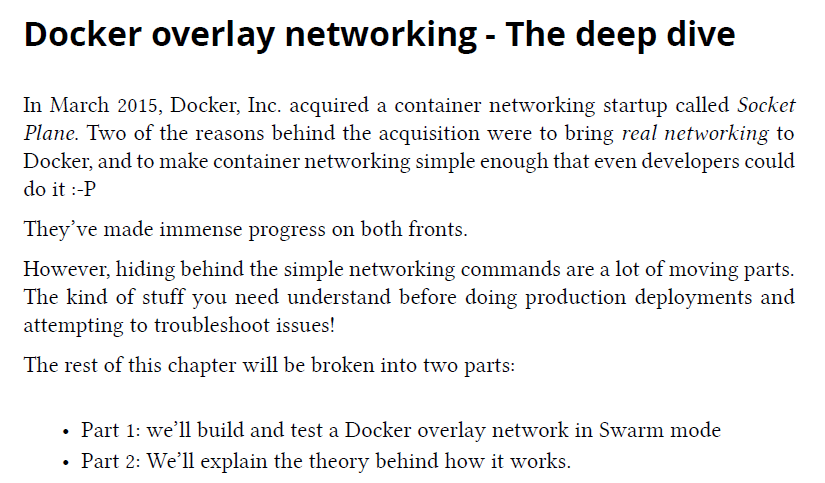 Docker overlay networking - The deep dive
In March 2015, Docker, Inc. acquired a container networking startup called Socket
Plane. Two of the reasons behind the acquisition were to bring real networking to
Docker, and to make container networking simple enough that even developers could
do it :-P
They’ve made immense progress on both fronts.
However, hiding behind the simple networking commands are a lot of moving parts.
The kind of stuff you need understand before doing production deployments and
attempting to troubleshoot issues!
The rest of this chapter will be broken into two parts:
• Part 1: we’ll build and test a Docker overlay network in Swarm mode
• Part 2: We’ll explain the theory behind how it works.